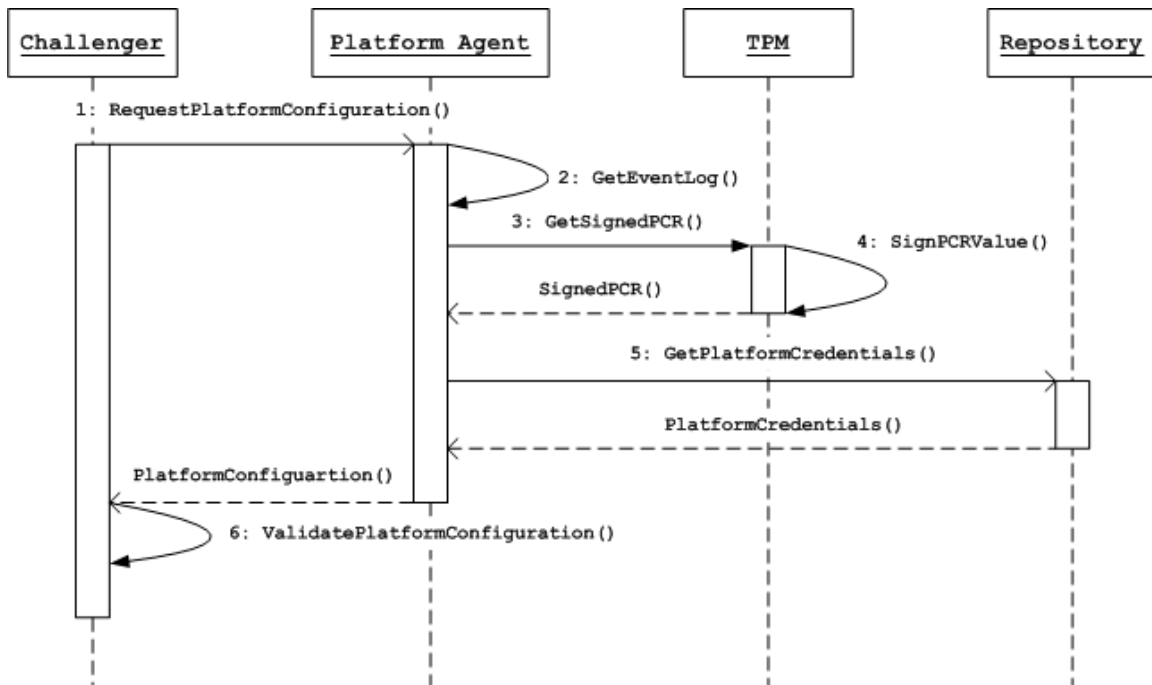 Challenger
Platform Agent
TPM
Repository
1: RequestPlatformConfiguration()
2: GetEventLog()
3: GetSignedPCR()
4: SignPCRValue()
SignedPCR()
5: GetPlatformCredentials()
PlatformCredentials()
PlatformConfiguartion()
6: ValidatePlatformConfiguration()